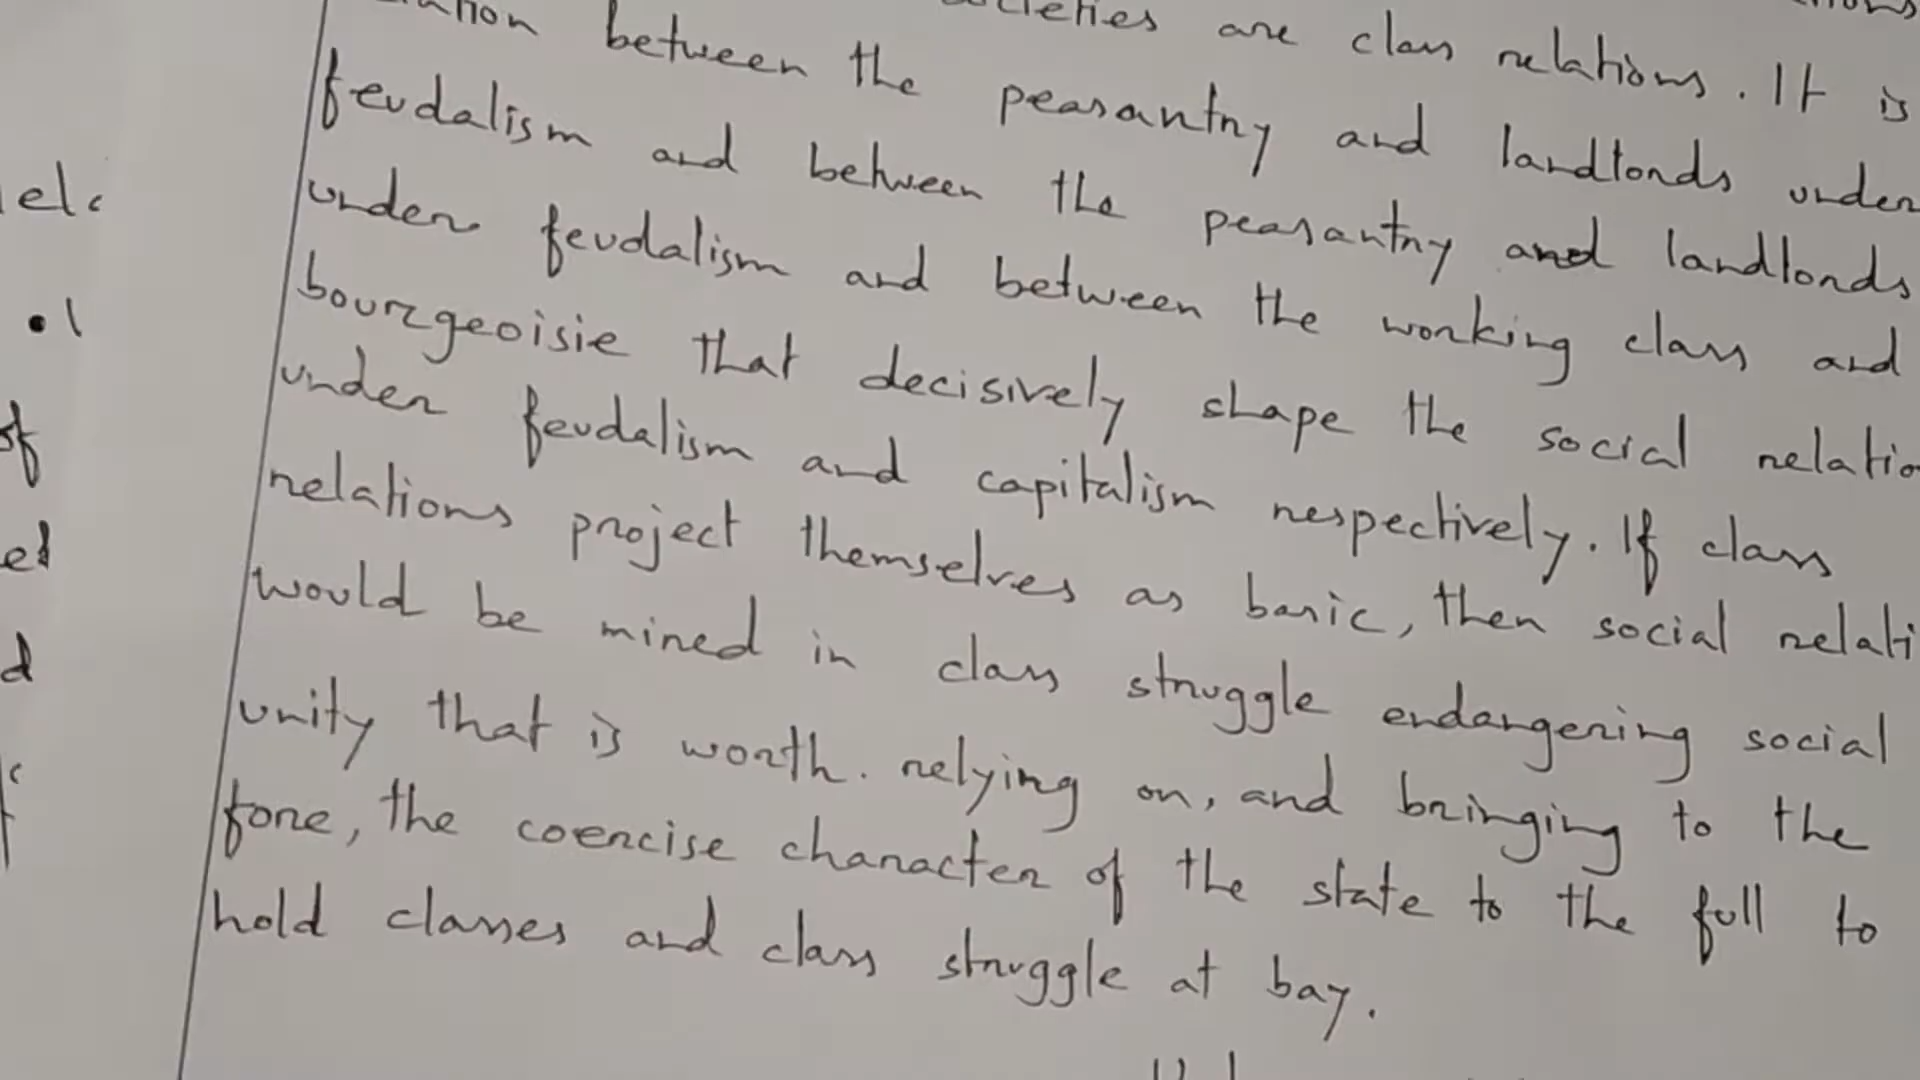 are class relations. It is
between the peasantry and landlords under
feudalism and between the peasantry and landlords
under feudalism and between the working class and
bourgeoisie that decisively shape the social relatio
under feudalism and capitalism respectively. If class
relations project themselves as basic, then social relati
would be mined in class struggle endangering social
unity that is worth. relying on, and bringing to the
fore, the coercise character of the state to the full to
hold classes and class struggle at bay.